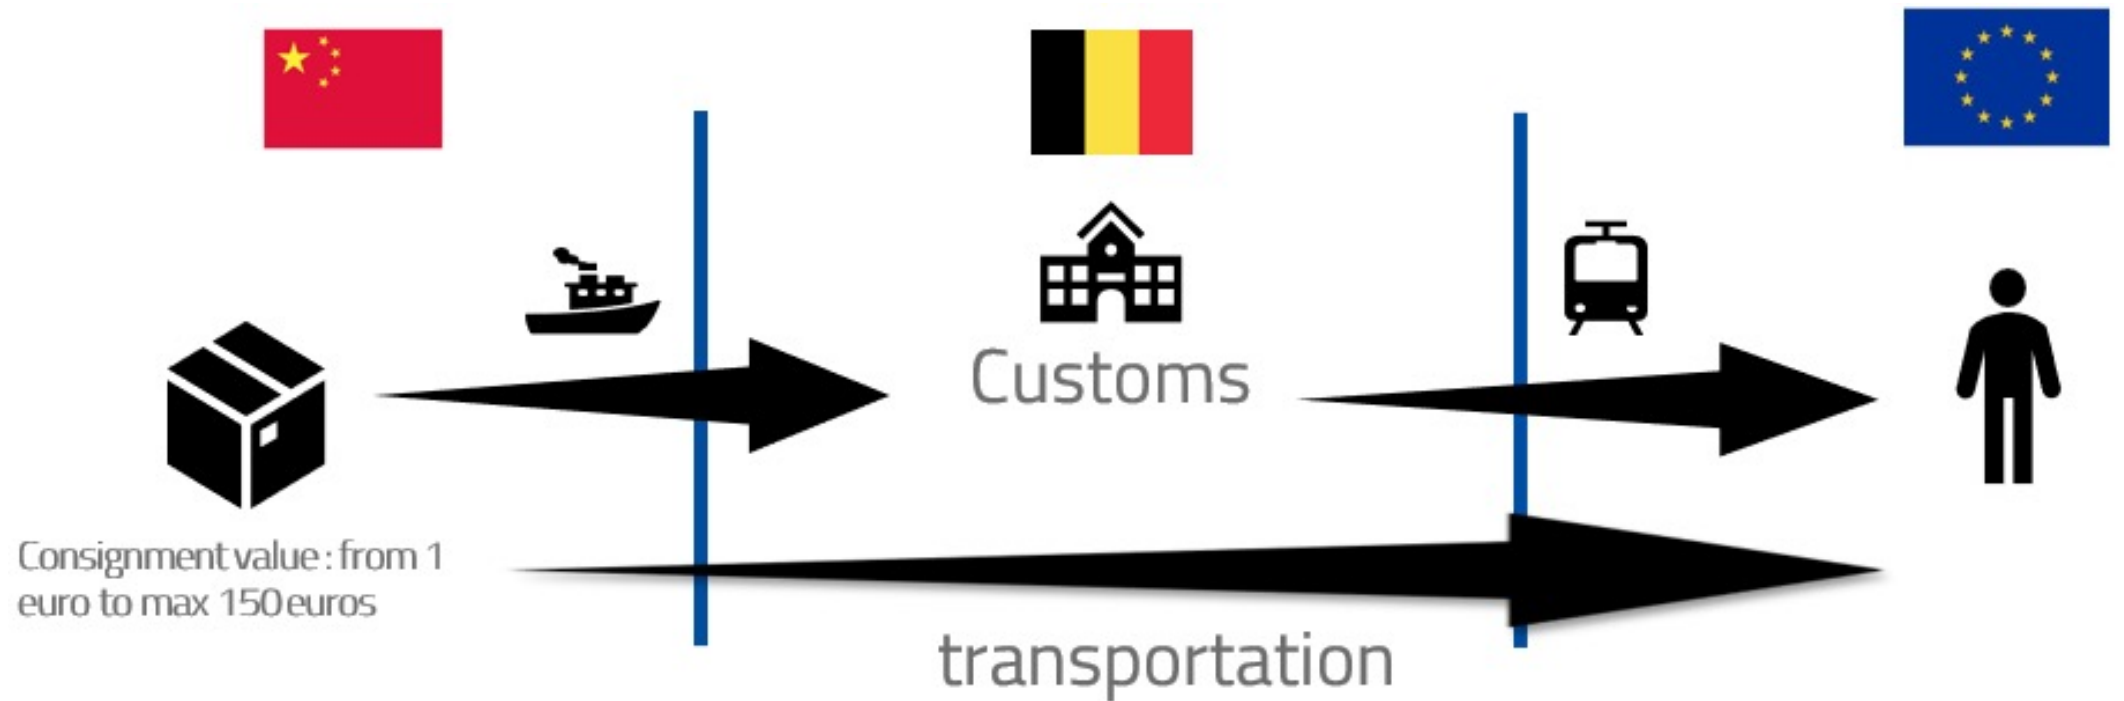 Customs
Consignment value : from 1
euro to max 150 euros
transportation